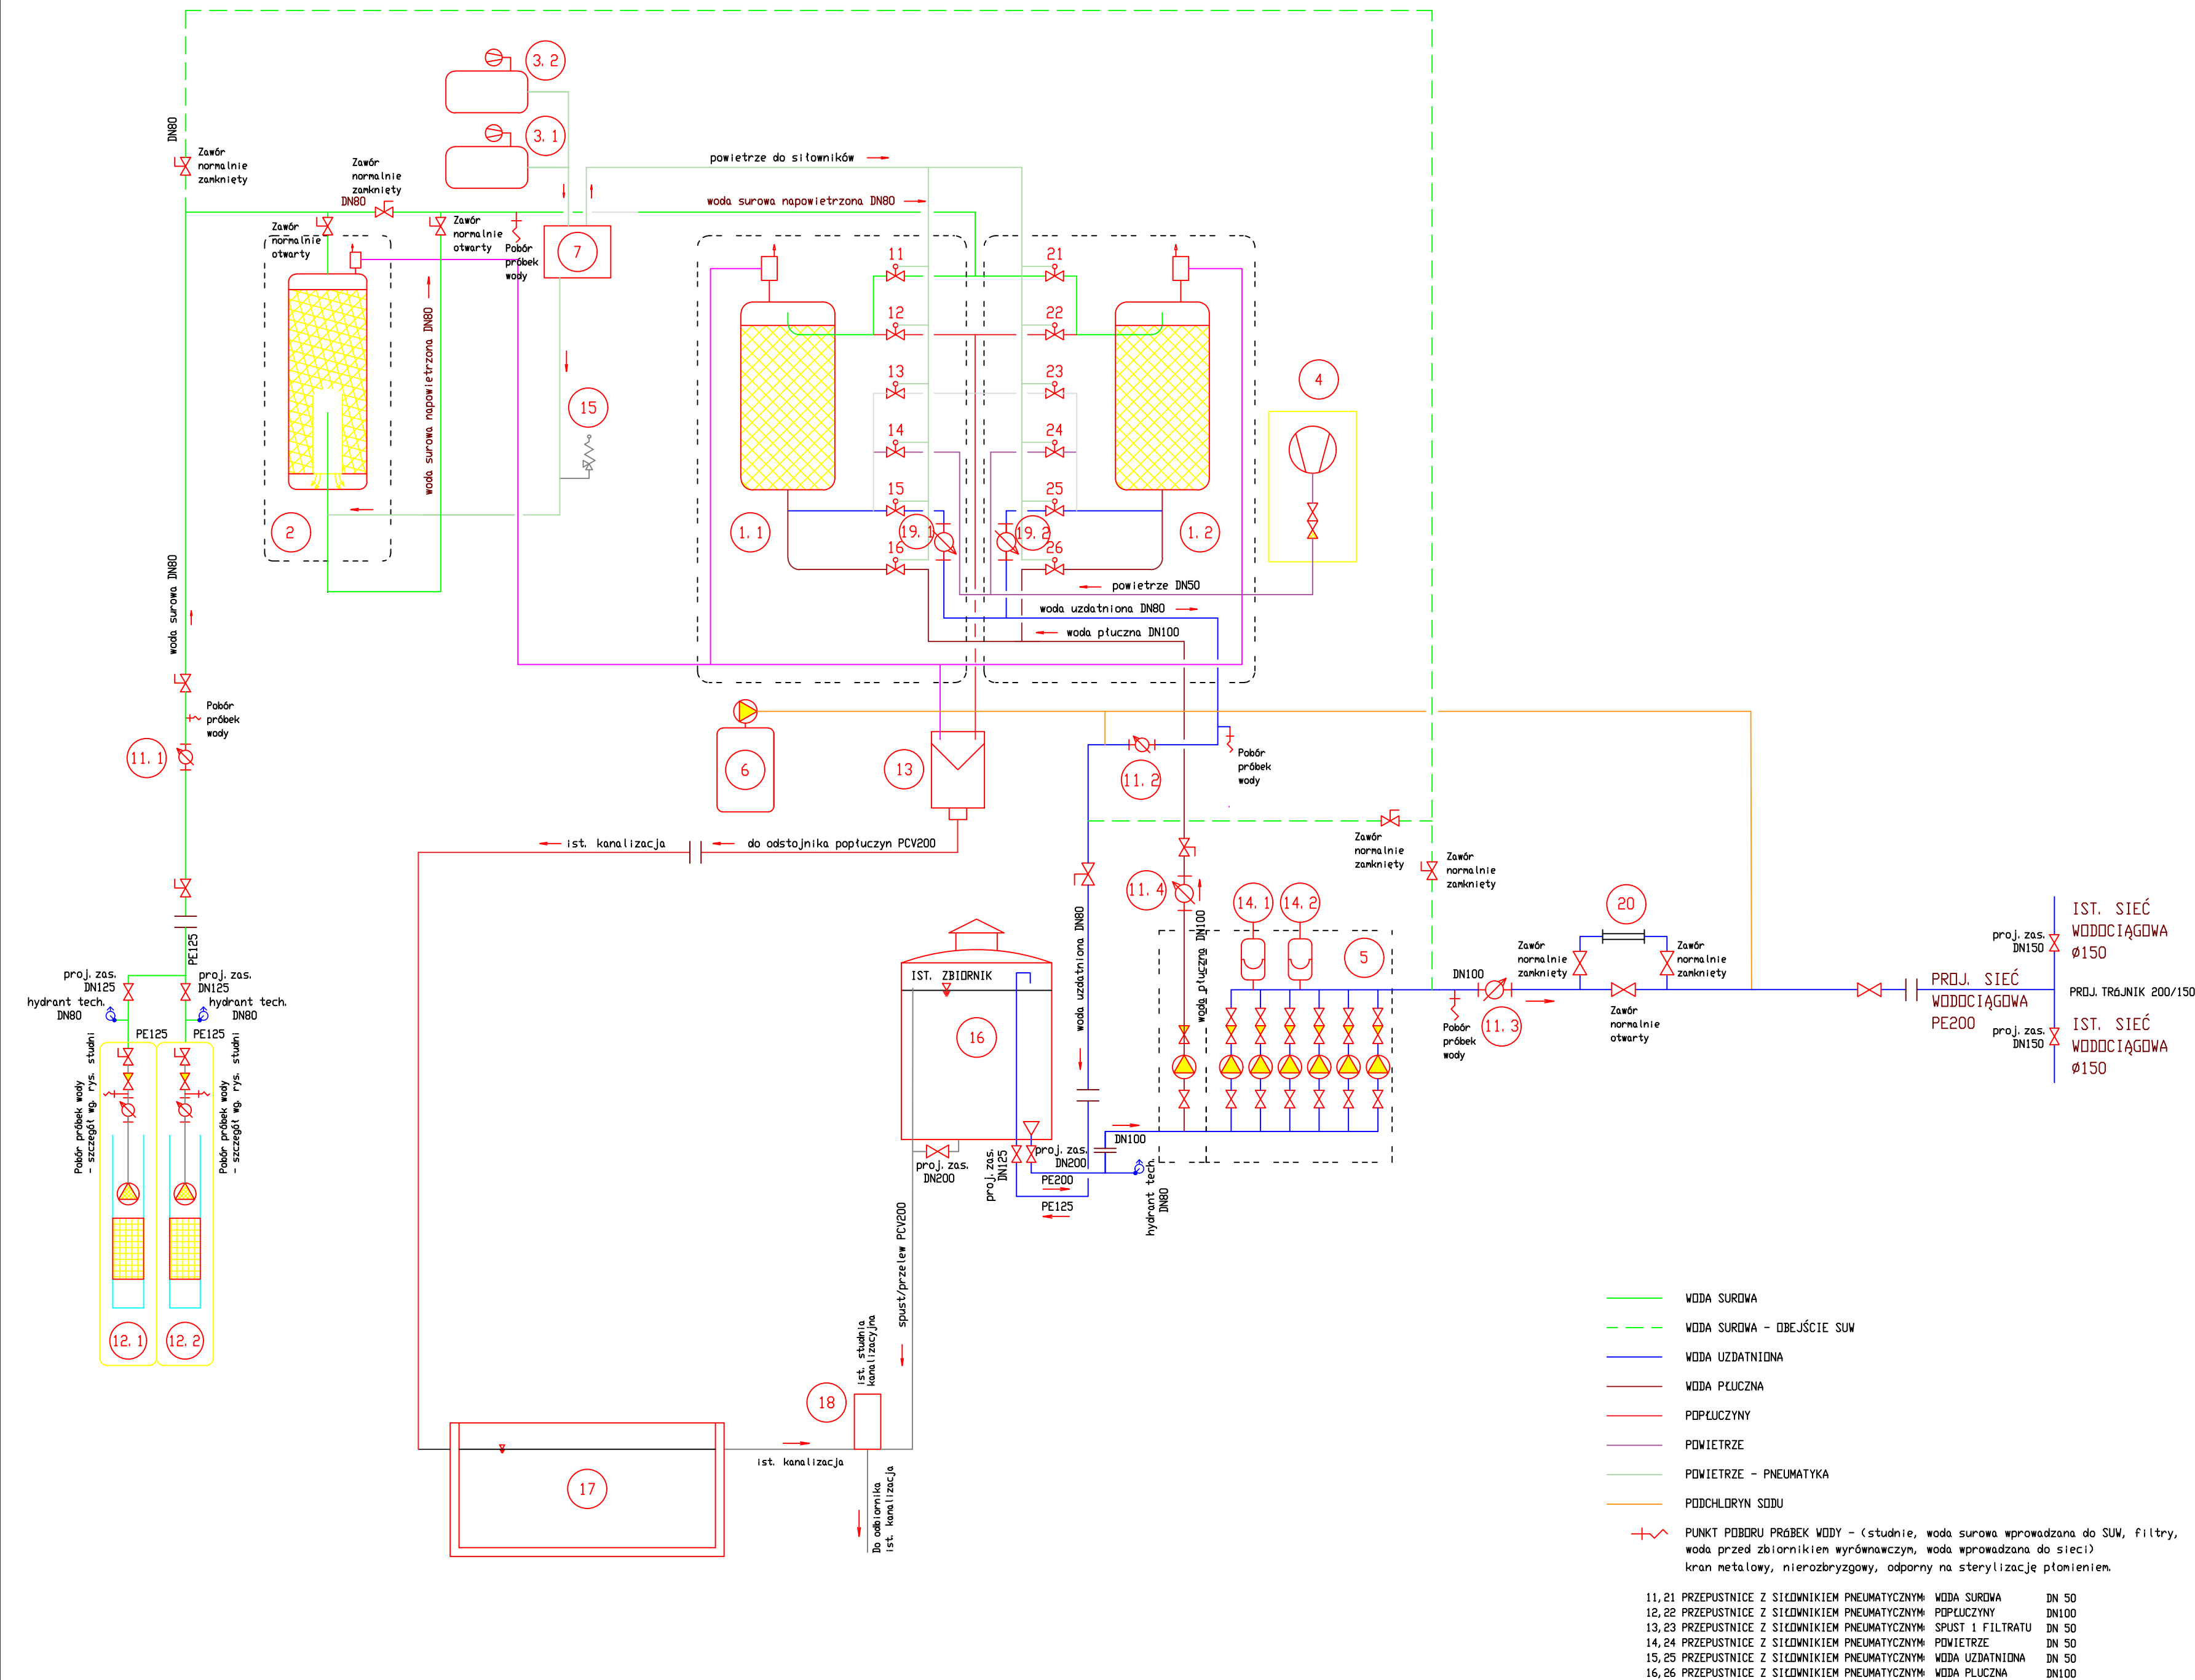 3.2
3.1
DN80
Zawór
normalnie
zamknięty
Zawór
normalnie
zamknięty
DN80
powietrze do siłowników
woda surowa napowietrzona DN80
Zawór
normalnie
otwarty
Zawór
normalnie
otwarty
Pobór
próbek
wody
7
woda surowa napowietrzona DN80
2
15
11
12
13
14
15
16
21
22
23
24
25
26
19.1
19.2
1.1
1.2
4
powietrze DN50
woda uzdatniona DN80
woda płuczna DN100
woda surowa DN80
Pobór
próbek
wody
11.1
6
13
11.2
Pobór
próbek
wody
ist. kanalizacja
do odstojnika popłuczyn PCV200
Zawór
normalnie
zamknięty
Zawór
normalnie
zamknięty
11.4
14.1
14.2
5
20
PE125
proj. zas.
DN125
proj. zas.
DN125
hydrant tech.
DN80
hydrant tech.
DN80
PE125
PE125
Pobór próbek wody
- szczegół wg. rys. studni
Pobór próbek wody
- szczegół wg. rys. studni
12.1
12.2
IST. ZBIORNIK
16
woda uzdatniona DN80
woda płuczna DN100
DN100
11.3
Pobór
próbek
wody
Zawór
normalnie
zamknięty
Zawór
normalnie
zamknięty
Zawór
normalnie
otwarty
PROJ. SIEĆ
WODOCIĄGOWA
PE200
proj. zas.
DN150
IST. SIEĆ
WODOCIĄGOWA
ø150
PROJ. TRÓJNIK 200/150
proj. zas.
DN150
IST. SIEĆ
WODOCIĄGOWA
ø150
proj. zas.
DN200
proj. zas.
DN125
proj. zas.
DN200
DN100
PE200
PE125
hydrant tech.
DN80
spust/przelew PCV200
ist. studnia
kanalizacyjna
18
17
ist. kanalizacja
Do odbiornika
ist. kanalizacja
WODA SUROWA
WODA SUROWA - OBEJŚCIE SUW
WODA UZDATNIONA
WODA PŁUCZNA
POPŁUCZYNY
POWIETRZE
POWIETRZE - PNEUMATYKA
PODCHLORYN SODU
PUNKT POBORU PRÓBEK WODY - (studnie, woda surowa wprowadzana do SUW, filtry,
woda przed zbiornikiem wyrównawczym, woda wprowadzana do sieci)
kran metalowy, nierozbryzgowy, odporny na sterylizację płomieniem.
11,21 PRZEPUSTNICE Z SIŁOWNIKIEM PNEUMATYCZNYM: WODA SUROWA DN 50
12,22 PRZEPUSTNICE Z SIŁOWNIKIEM PNEUMATYCZNYM: POPŁUCZYNY DN100
13,23 PRZEPUSTNICE Z SIŁOWNIKIEM PNEUMATYCZNYM: SPUST 1 FILTRATU DN 50
14,24 PRZEPUSTNICE Z SIŁOWNIKIEM PNEUMATYCZNYM: POWIETRZE DN 50
15,25 PRZEPUSTNICE Z SIŁOWNIKIEM PNEUMATYCZNYM: WODA UZDATNIONA DN 50
16,26 PRZEPUSTNICE Z SIŁOWNIKIEM PNEUMATYCZNYM: WODA PLUCZNA DN100